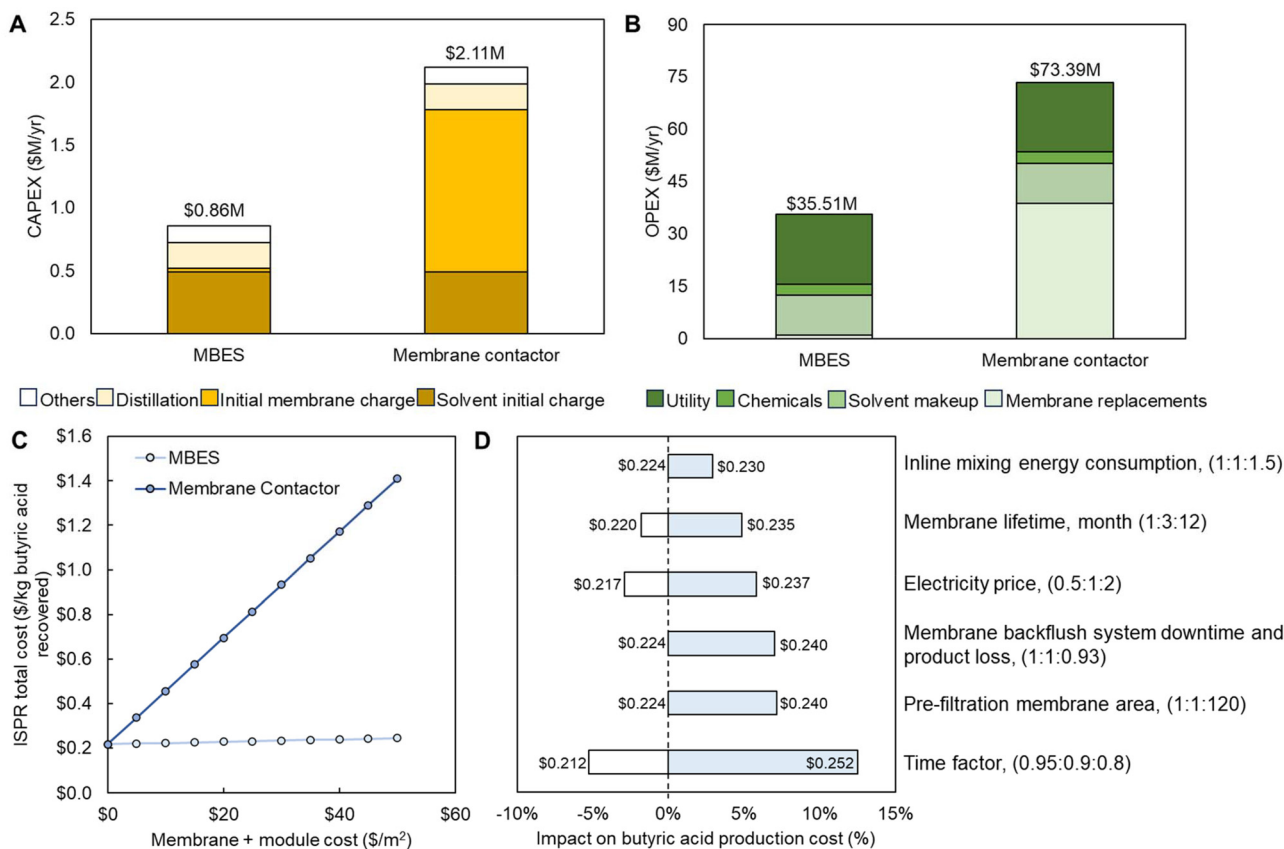 A
CAPEX ($M/yr)
2.5
2.0
1.5
1.0
0.5
0.0
$0.86M
$2.11M
MBES
Membrane contactor
Others
Distillation
Initial membrane charge
Solvent initial charge
B
OPEX ($M/yr)
90
75
60
45
30
15
0
$35.51M
$73.39M
MBES
Membrane contactor
Utility
Chemicals
Solvent makeup
Membrane replacements
C
ISPR total cost ($/kg butyric acid
recovered)
$1.6
$1.4
$1.2
$1.0
$0.8
$0.6
$0.4
$0.2
$0.0
MBES
Membrane Contactor
$0
$20
$40
$60
Membrane + module cost ($/m²)
D
$0.224
$0.230
Inline mixing energy consumption, (1:1:1.5)
$0.220
$0.235
Membrane lifetime, month (1:3:12)
$0.217
$0.237
Electricity price, (0.5:1:2)
$0.224
$0.240
Membrane backflush system downtime and
product loss, (1:1:0.93)
$0.224
$0.240
Pre-filtration membrane area, (1:1:120)
$0.212
$0.252
Time factor, (0.95:0.9:0.8)
-10%
-5%
0%
5%
10%
15%
Impact on butyric acid production cost (%)